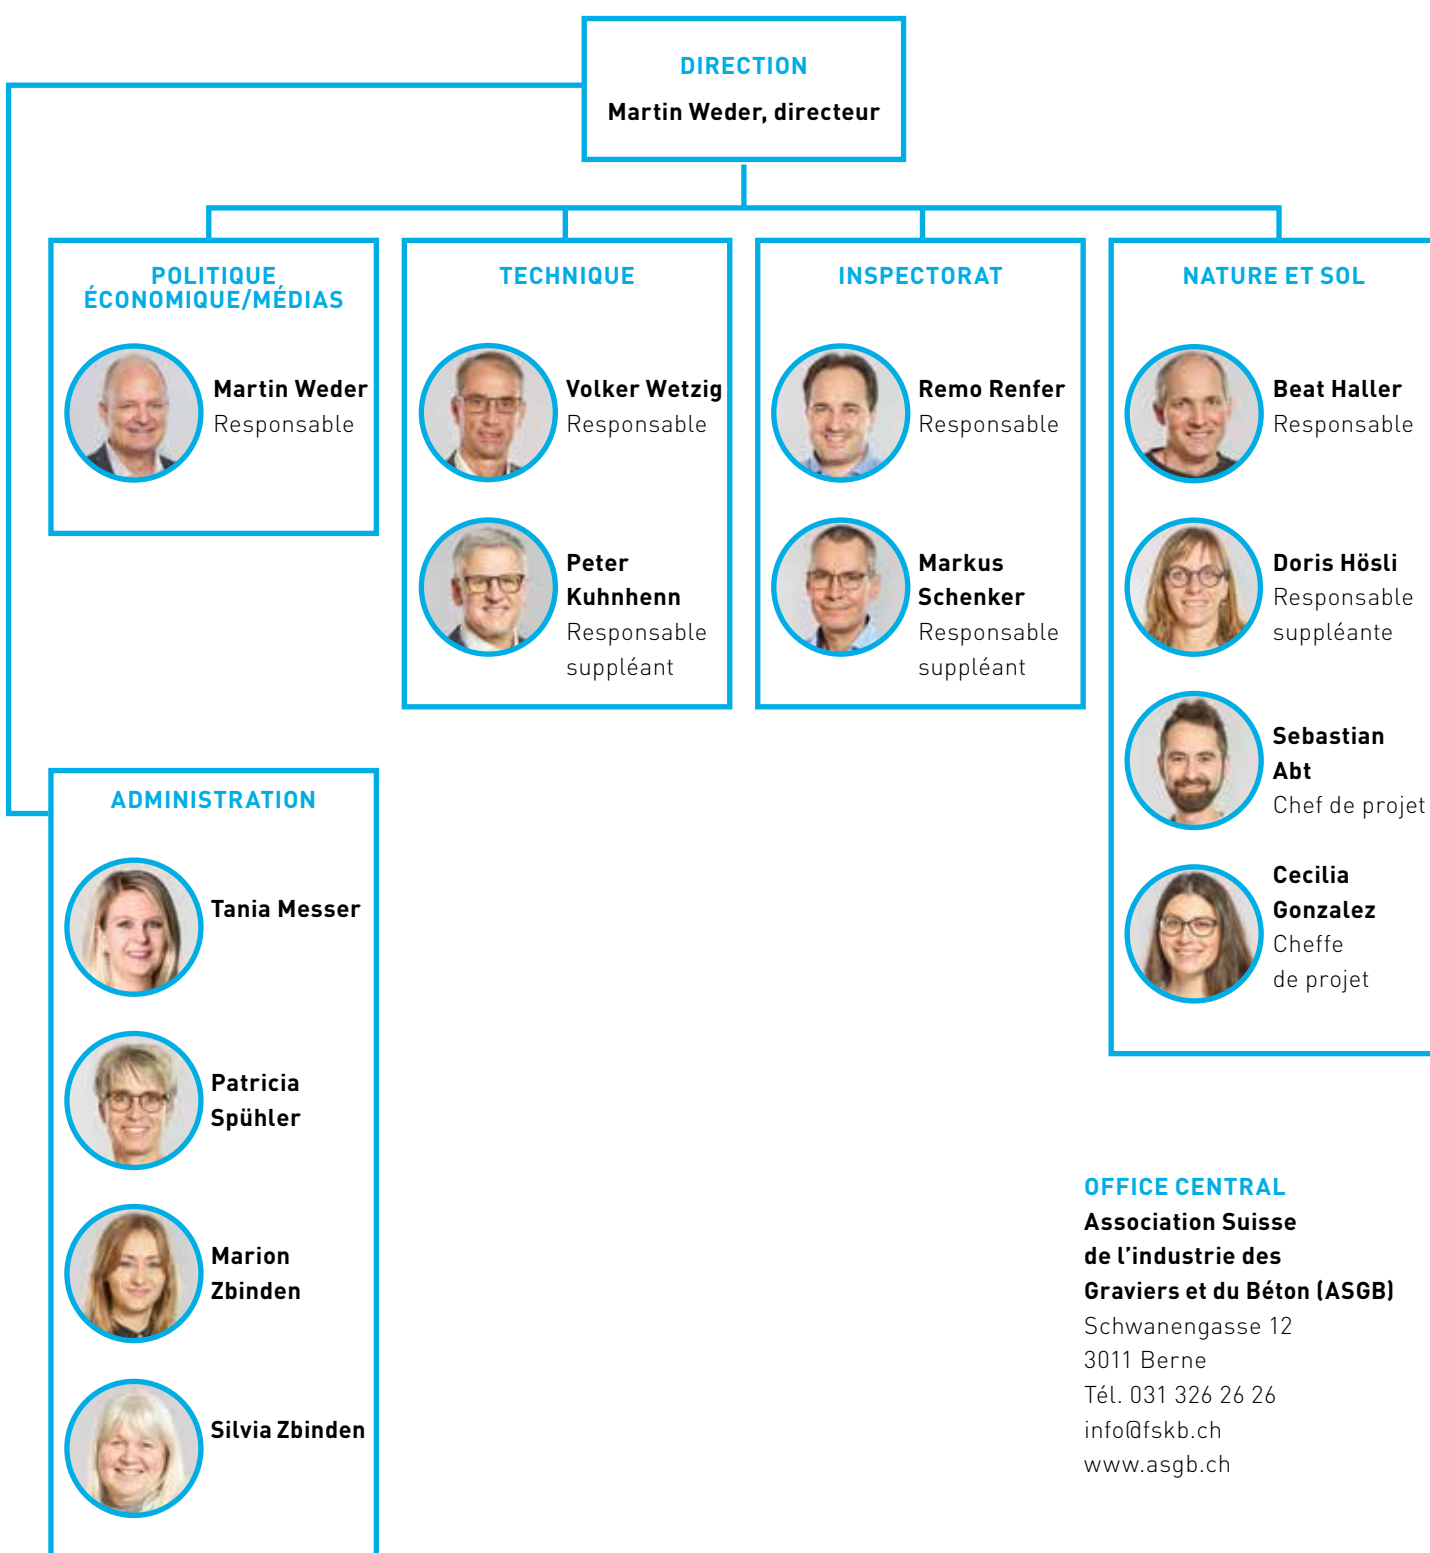 DIRECTION
Martin Weder, directeur
POLITIQUE
ÉCONOMIQUE/MÉDIAS
Martin Weder
Responsable
TECHNIQUE
Volker Wetzig
Responsable
Peter
Kuhnhenn
Responsable
suppléant
INSPECTORAT
Remo Renfer
Responsable
Markus
Schenker
Responsable
suppléant
NATURE ET SOL
Beat Haller
Responsable
Doris Hösli
Responsable
suppléante
Sebastian
Abt
Chef de projet
Cecilia
Gonzalez
Cheffe
de projet
ADMINISTRATION
Tania Messer
Patricia
Spühler
Marion
Zbinden
Silvia Zbinden
OFFICE CENTRAL
Association Suisse
de l’industrie des
Graviers et du Béton (ASGB)
Schwanengasse 12
3011 Berne
Tél. 031 326 26 26
info@fskb.ch
www.asgb.ch